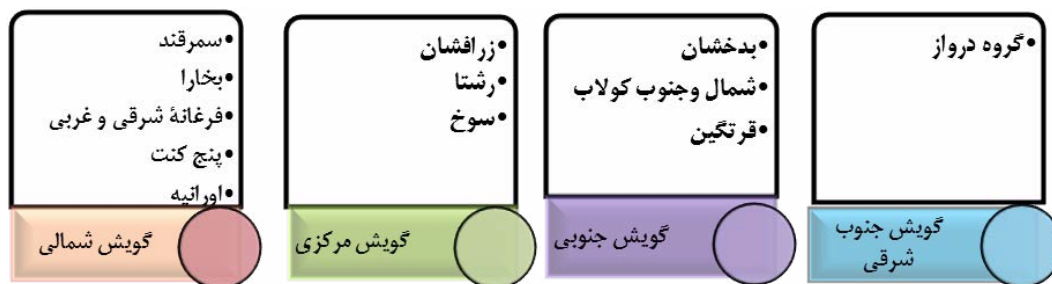 •گروه درواز
گویش جنوب
شرقی
•بدخشان
•شمال وجنوب کولاب
•قرتگین
گویش جنوبی
•زرافشان
•رشتا
•سوخ
گویش مرکزی
•سمرقند
•بخارا
•فرغانهٔ شرقی و غربی
•پنج کنت
•اورانیه
گویش شمالی